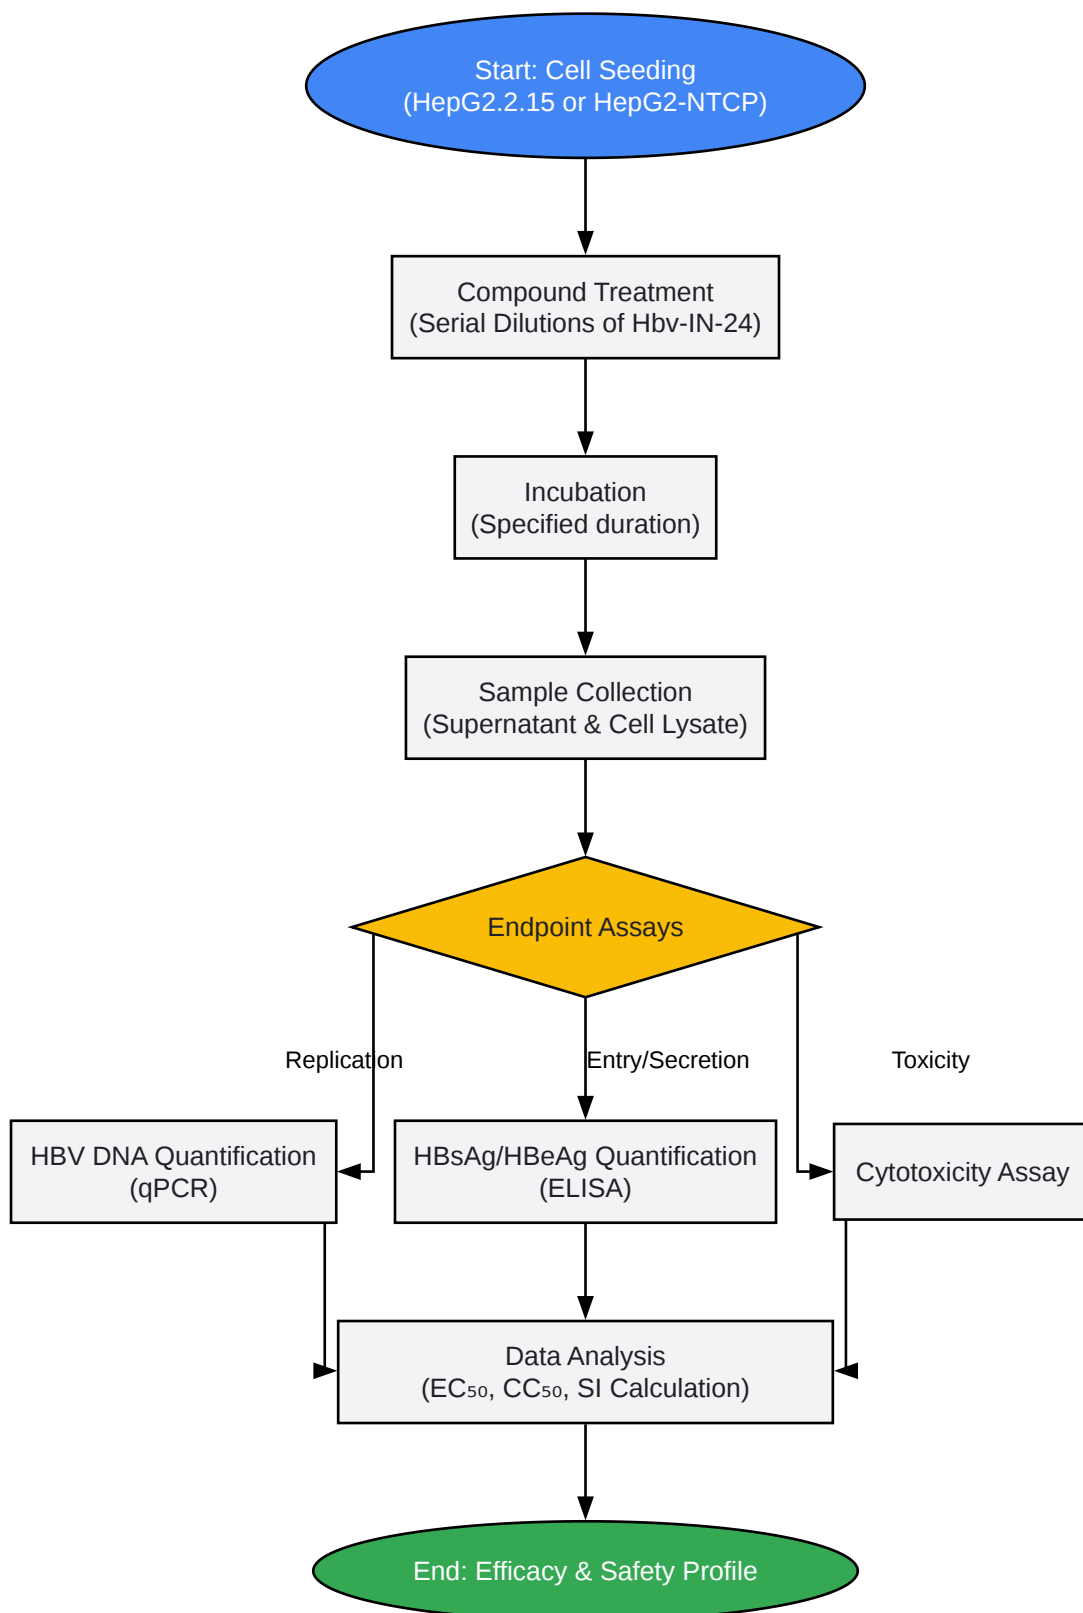 Start: Cell Seeding
(HepG2.2.15 or HepG2-NTCP)
Compound Treatment
(Serial Dilutions of Hbv-IN-24)
Incubation
(Specified duration)
Sample Collection
(Supernatant & Cell Lysate)
Endpoint Assays
Replication
Entry/Secretion
Toxicity
HBV DNA Quantification
(qPCR)
HBsAg/HBeAg Quantification
(ELISA)
Cytotoxicity Assay
Data Analysis
(EC₅₀, CC₅₀, SI Calculation)
End: Efficacy & Safety Profile